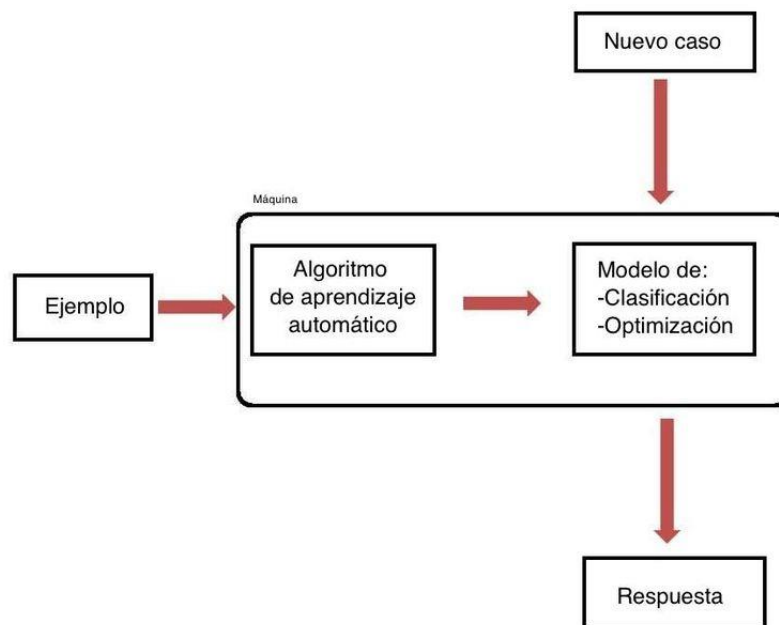 Nuevo caso
Máquina
Ejemplo
Algoritmo
de aprendizaje
automático
Modelo de:
-Clasificación
-Optimización
Respuesta